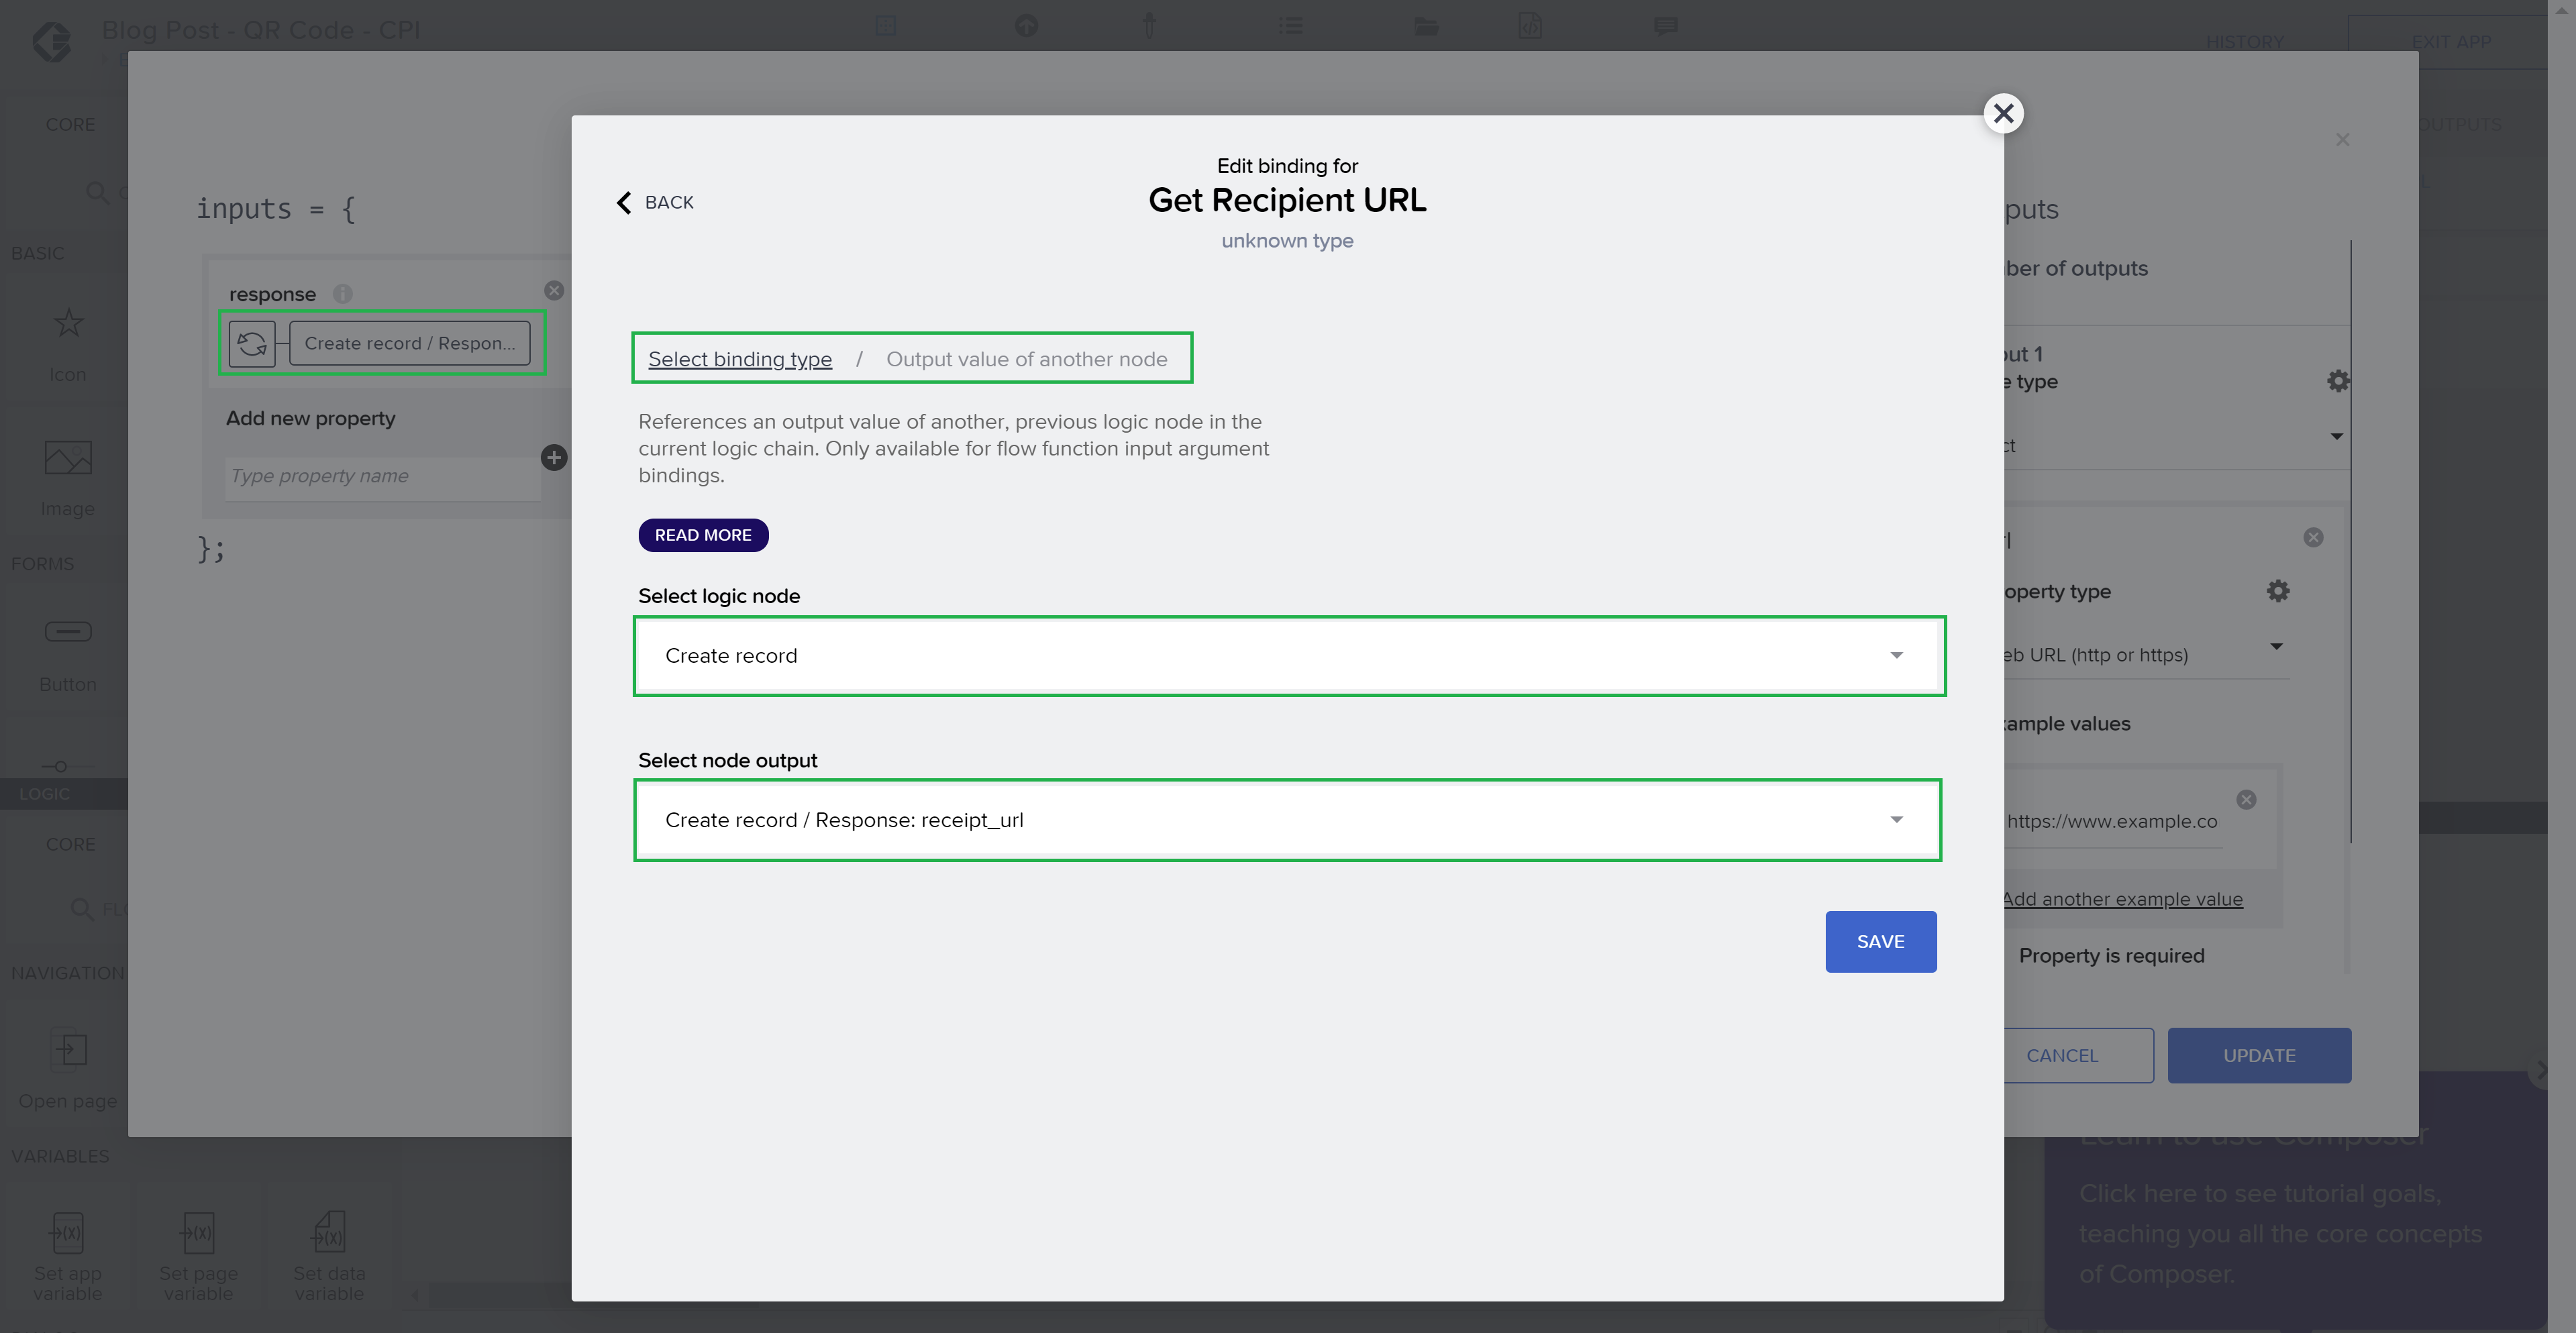 Blog Post - QR Code - CPI
HISTORY
EXIT APP
CORE
OUTPUTS
BASIC
Icon
Image
FORMS
Button
LOGIC
CORE
NAVIGATION
Open page
VARIABLES
Set app
variable
Set page
variable
Set data
variable
inputs = {
response
Create record / Respon...
Add new property
Type property name
};
Edit binding for
Get Recipient URL
unknown type
BACK
Select binding type / Output value of another node
References an output value of another, previous logic node in the
current logic chain. Only available for flow function input argument
bindings.
READ MORE
Select logic node
Create record
Select node output
Create record / Response: receipt_url
SAVE
puts
ber of outputs
out 1
e type
ct
rl
operty type
eb URL (http or https)
ample values
https://www.example.co
Add another example value
Property is required
CANCEL
UPDATE
Learn to use Composer
Click here to see tutorial goals,
teaching you all the core concepts
of Composer.